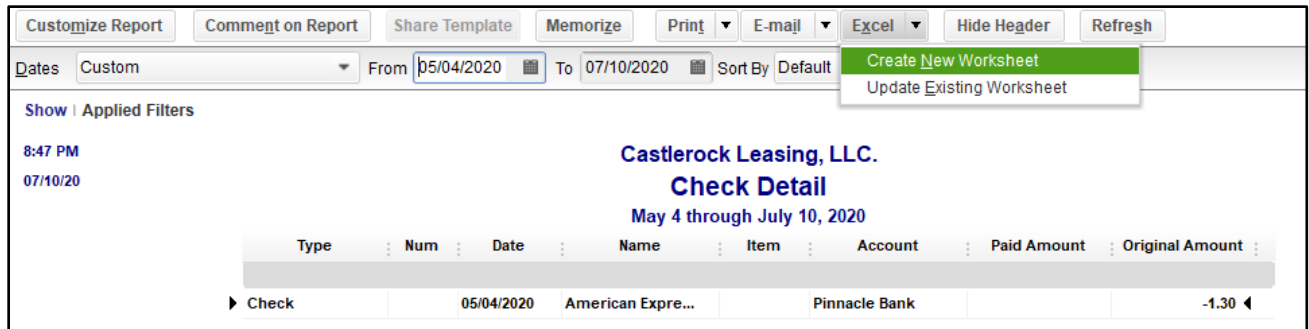 Customize Report Comment on Report Share Template Memorize Print E-mail Excel Hide Header Refresh
Dates Custom From 05/04/2020 To 07/10/2020 Sort By Default
Create New Worksheet
Update Existing Worksheet
Show | Applied Filters
8:47 PM
07/10/20
Castlerock Leasing, LLC.
Check Detail
May 4 through July 10, 2020
Type Num Date Name Item Account Paid Amount Original Amount
Check 05/04/2020 American Expre... Pinnacle Bank -1.30